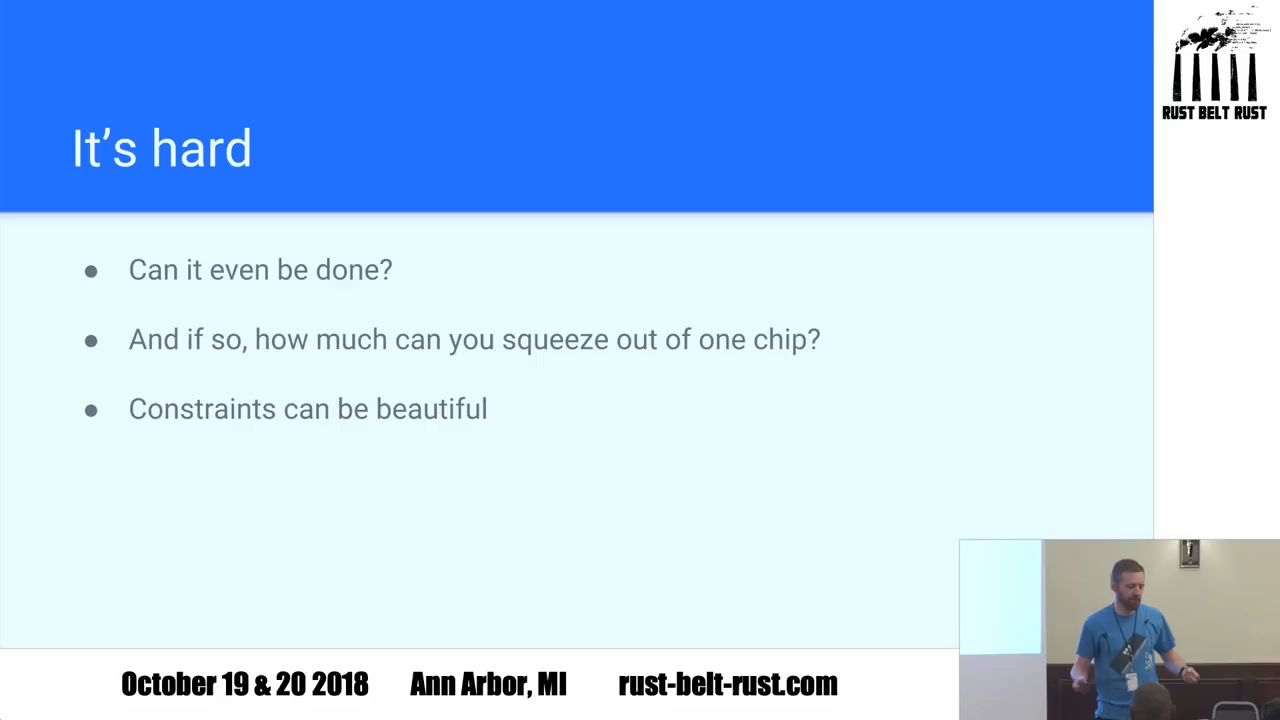 It's hard
RUST BELT RUST
● Can it even be done?
● And if so, how much can you squeeze out of one chip?
● Constraints can be beautiful
October 19 & 20 2018 Ann Arbor, MI rust-belt-rust.com